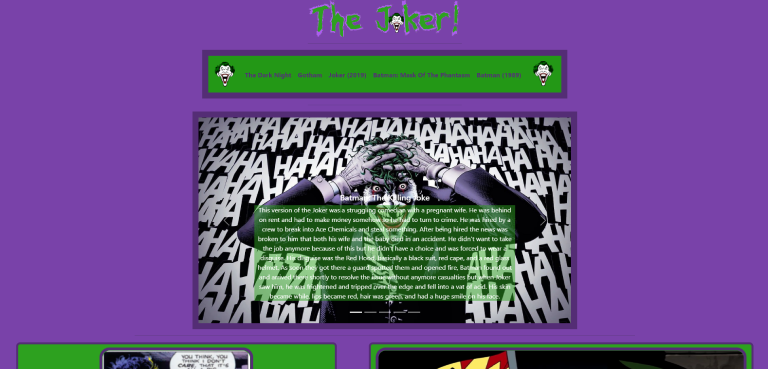 The Joker!
The Dark Night Gotham Joker (2019) Batman: Mask Of The Phantasm Batman (1989)
HAHAHAHAHAHAHA
Batman: The Killing Joke
This version of the Joker was a struggling comedian with a pregnant wife. He was behind
on rent and had to make money somehow so he had to turn to crime. He was hired by a
crew to break into Ace Chemicals and steal something. After being hired the news was
broken to him that both his wife and the baby died in an accident. He didn't want to take
the job anymore because of this but he didn't have a choice and was forced to wear a
disguise. His disguise was the Red Hood, basically a black suit, red cape, and a red glass
helmet. As soon they got there a guard spotted them and opened fire, Batman found out
and arrived there shortly to resolve the issue without anymore casualties but when Joker
saw him, he was frightened and tripped over the edge and fell into a vat of acid. His skin
became white, lips became red, hair was green, and had a huge smile on his face.
YOU THINK, YOU
THINK I DON'T
CARE, THAT IT'S